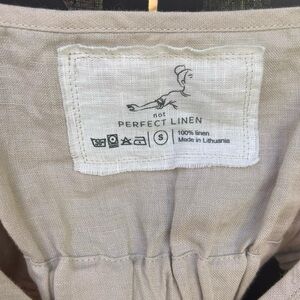 not
PERFECT LINEN
S
100% linen
Made in Lithuania